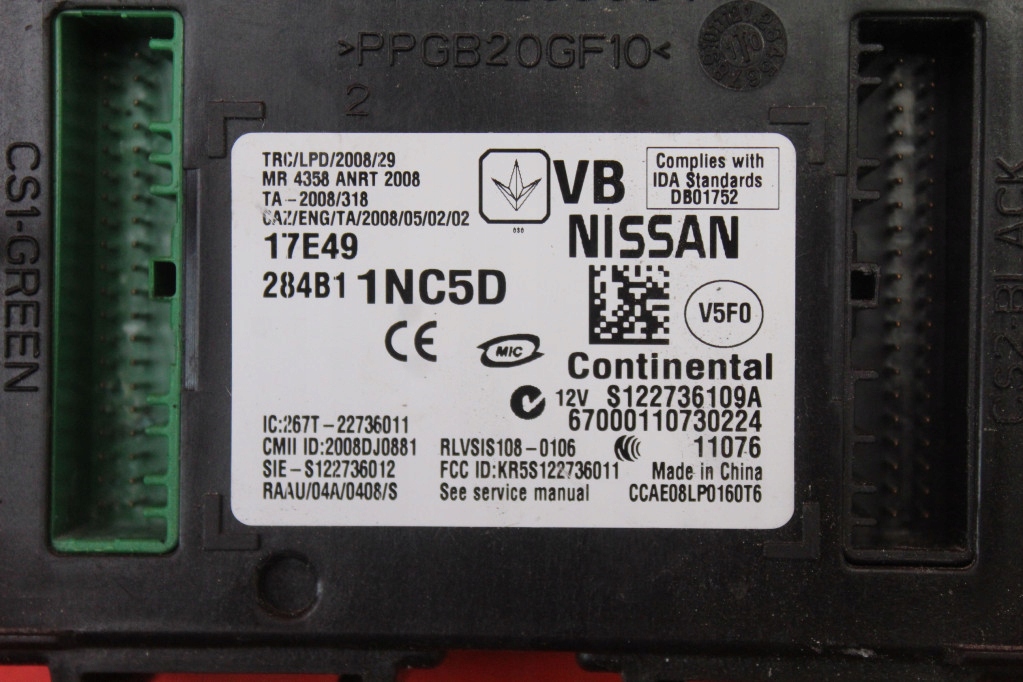 >PPGB20GF10<
2
CS1-GREEN
TRC/LPD/2008/29
MR 4358 ANRT 2008
TA-2008/318
CAZ/ENG/TA/2008/05/02/02
17E49
284B1 1NC5D
VB
Complies with
IDA Standards
DB01752
NISSAN
V5F0
CE
MIC
Continental
12V S122736109A
67000110730224
11076
IC:267T-22736011
CMII ID:2008DJ0881
SIE-S122736012
RAAU/04A/0408/S
RLVSIS108-0106
FCC ID:KR5S122736011
See service manual
Made in China
CCAE08LP0160T6
CS2-BLACK